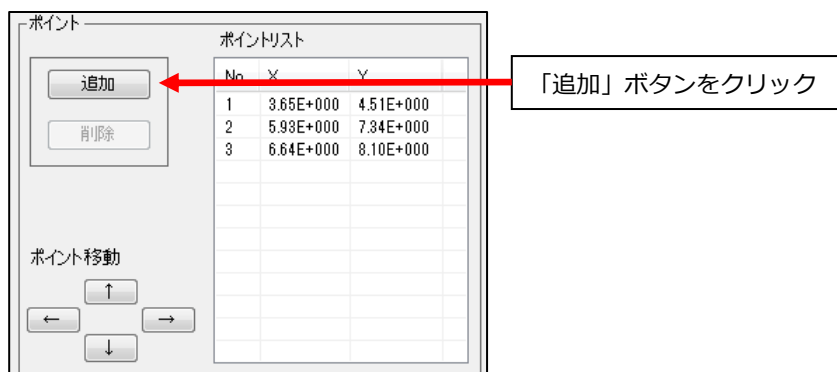 ポイント
ポイントリスト
追加
削除
No. X Y
1 3.65E+000 4.51E+000
2 5.93E+000 7.34E+000
3 6.64E+000 8.10E+000
ポイント移動
↑
← →
↓
「追加」ボタンをクリック